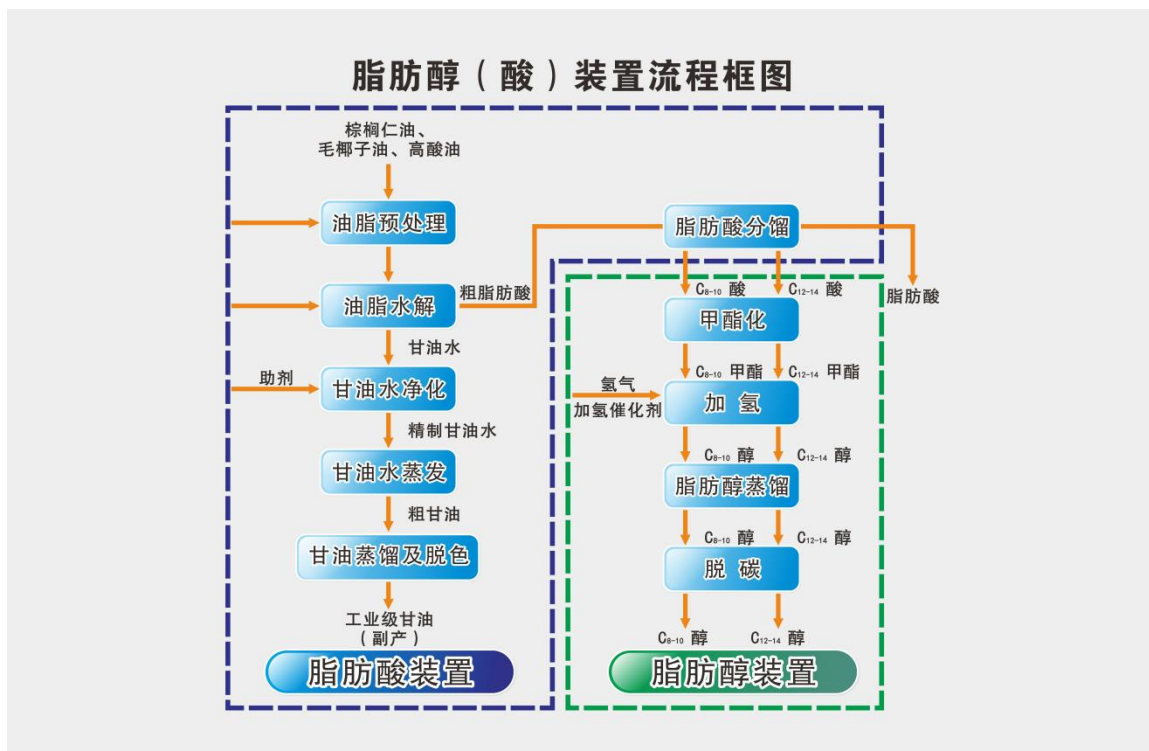 脂肪醇（酸）装置流程框图
棕榈仁油、
毛椰子油、高酸油
油脂预处理
油脂水解
粗脂肪酸
甘油水
助剂
甘油水净化
精制甘油水
甘油水蒸发
粗甘油
甘油蒸馏及脱色
工业级甘油
（副产）
脂肪酸装置
脂肪酸分馏
脂肪酸
C₈₋₁₀ 酸
C₁₂₋₁₄ 酸
甲酯化
C₈₋₁₀ 甲酯
C₁₂₋₁₄ 甲酯
氢气
加氢催化剂
加 氢
C₈₋₁₀ 醇
C₁₂₋₁₄ 醇
脂肪醇蒸馏
C₈₋₁₀ 醇
C₁₂₋₁₄ 醇
脱 碳
C₈₋₁₀ 醇
C₁₂₋₁₄ 醇
脂肪醇装置